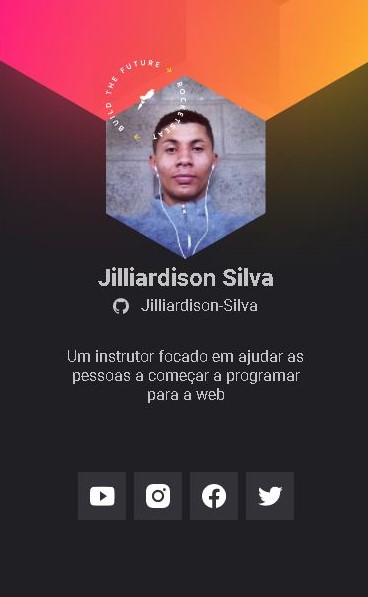 BUILD THE FUTURE
ROCKETSEAT
Jilliardison Silva
Jilliardison-Silva
Um instrutor focado em ajudar as
pessoas a começar a programar
para a web